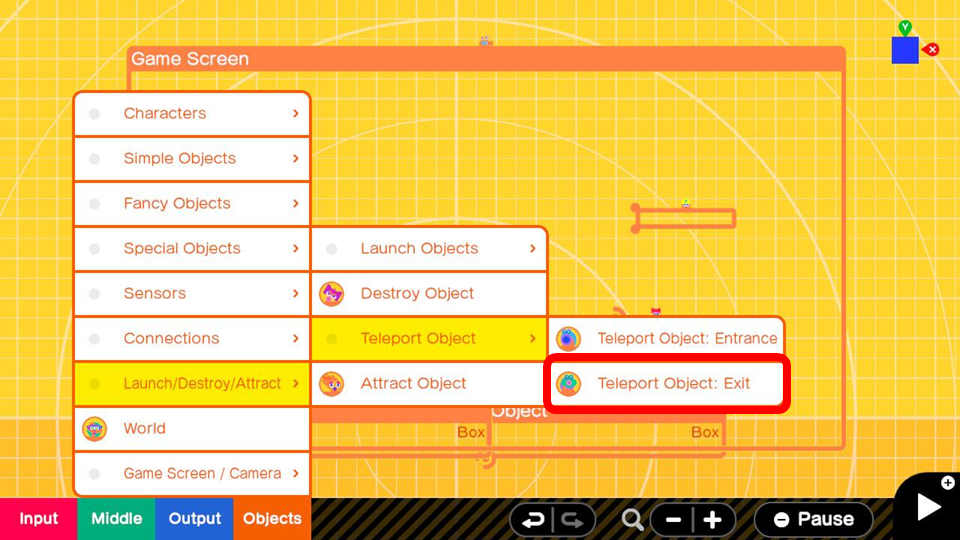 Game Screen
Y
X
Characters
Simple Objects
Fancy Objects
Special Objects
Launch Objects
Sensors
Destroy Object
Connections
Teleport Object
Teleport Object: Entrance
Launch/Destroy/Attract
Attract Object
Teleport Object: Exit
Object
World
Box
Box
Game Screen / Camera
Input
Middle
Output
Objects
Pause